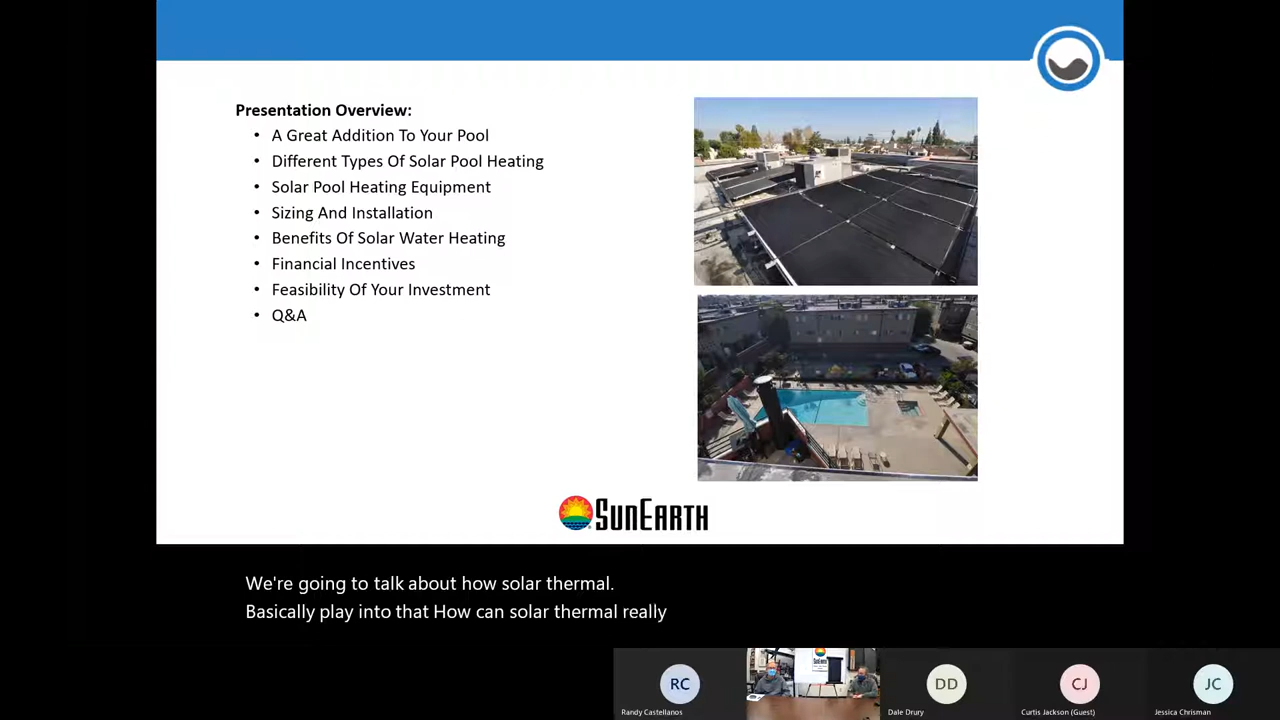 Presentation Overview:
• A Great Addition To Your Pool
• Different Types Of Solar Pool Heating
• Solar Pool Heating Equipment
• Sizing And Installation
• Benefits Of Solar Water Heating
• Financial Incentives
• Feasibility Of Your Investment
• Q&A
SUNEARTH
We're going to talk about how solar thermal.
Basically play into that How can solar thermal really
RC
Randy Castellanos
SUNEARTH
DD
Dale Drury
CJ
Curtis Jackson (Guest)
JC
Jessica Chrisman